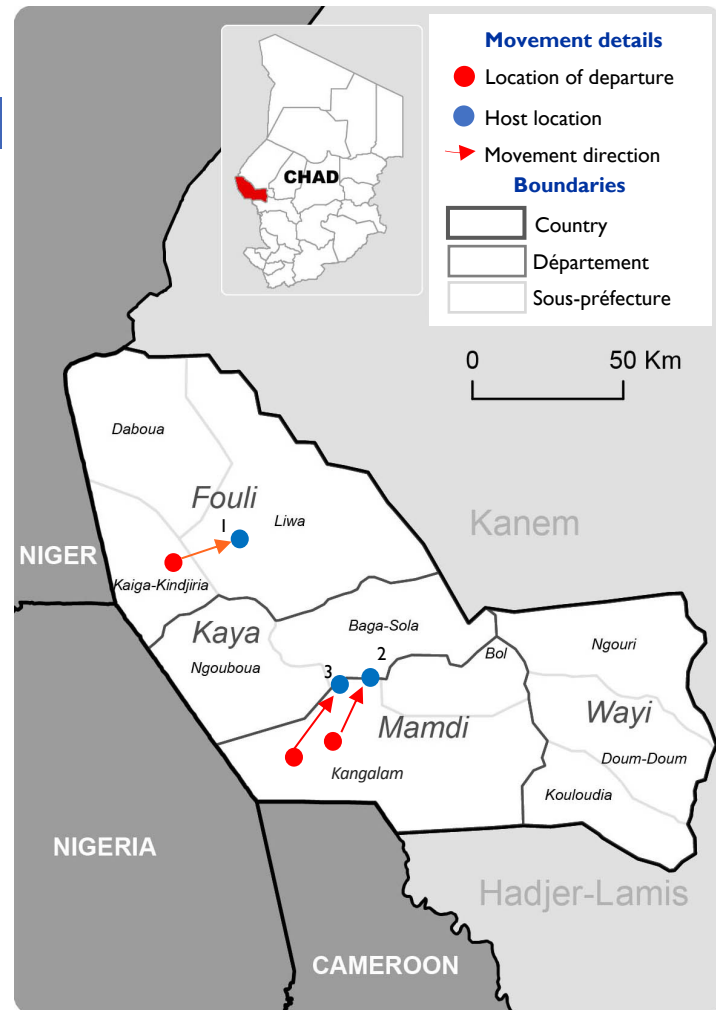 Movement details
Location of departure
Host location
Movement direction
Boundaries
Country
Département
Sous-préfecture
CHAD
0 50 Km
Daboua
Fouli
1
Liwa
Kanem
NIGER
Kaiga-Kindjiria
Kaya
Baga-Sola
Ngouri
Bol
Ngouboua
3
2
Wayi
Mamdi
Doum-Doum
Kangalam
Kouloudia
NIGERIA
Hadjer-Lamis
CAMEROON